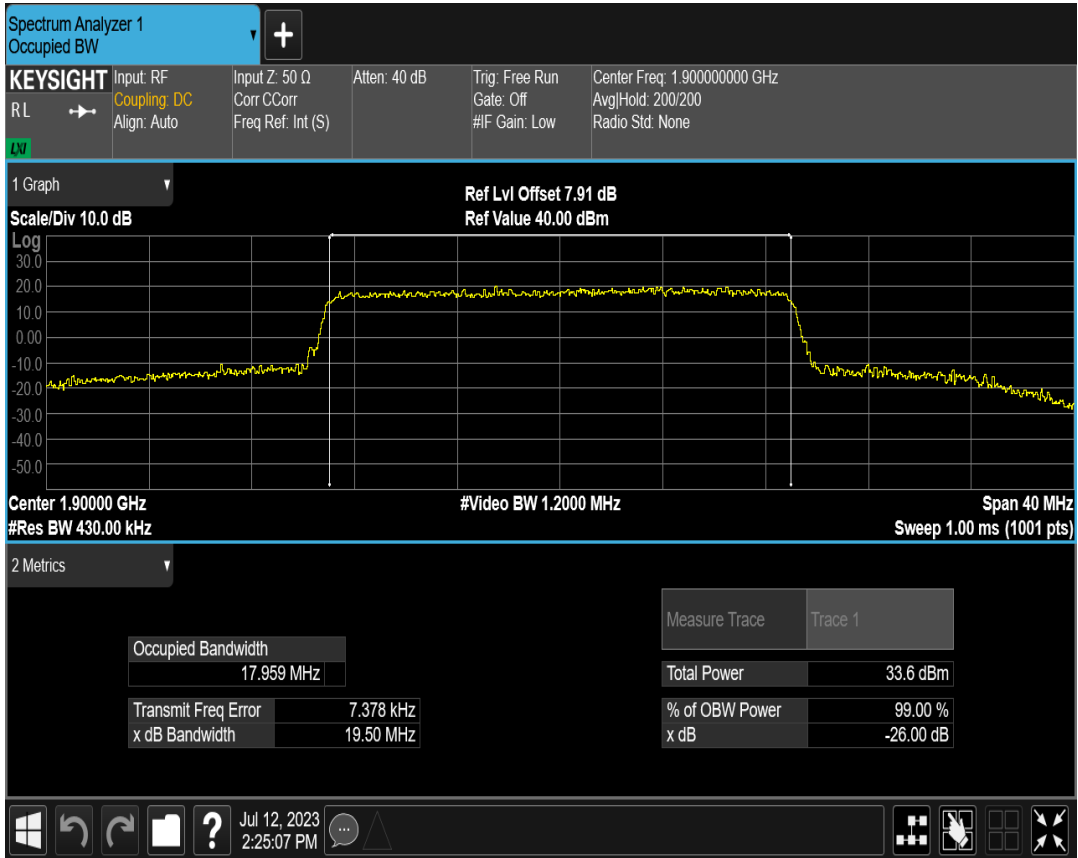 Spectrum Analyzer 1
Occupied BW
KEYSIGHT
R L
LXI
Input: RF
Coupling: DC
Align: Auto
Input Z: 50 Ω
Corr CCorr
Freq Ref: Int (S)
Atten: 40 dB
Trig: Free Run
Gate: Off
#IF Gain: Low
Center Freq: 1.900000000 GHz
Avg|Hold: 200/200
Radio Std: None
1 Graph
Scale/Div 10.0 dB
Ref Lvl Offset 7.91 dB
Ref Value 40.00 dBm
Log
30.0
20.0
10.0
0.00
-10.0
-20.0
-30.0
-40.0
-50.0
Center 1.90000 GHz
#Video BW 1.2000 MHz
Span 40 MHz
#Res BW 430.00 kHz
Sweep 1.00 ms (1001 pts)
2 Metrics
Measure Trace Trace 1
Occupied Bandwidth
17.959 MHz
Total Power 33.6 dBm
Transmit Freq Error 7.378 kHz
% of OBW Power 99.00 %
x dB Bandwidth 19.50 MHz
x dB -26.00 dB
Jul 12, 2023
2:25:07 PM